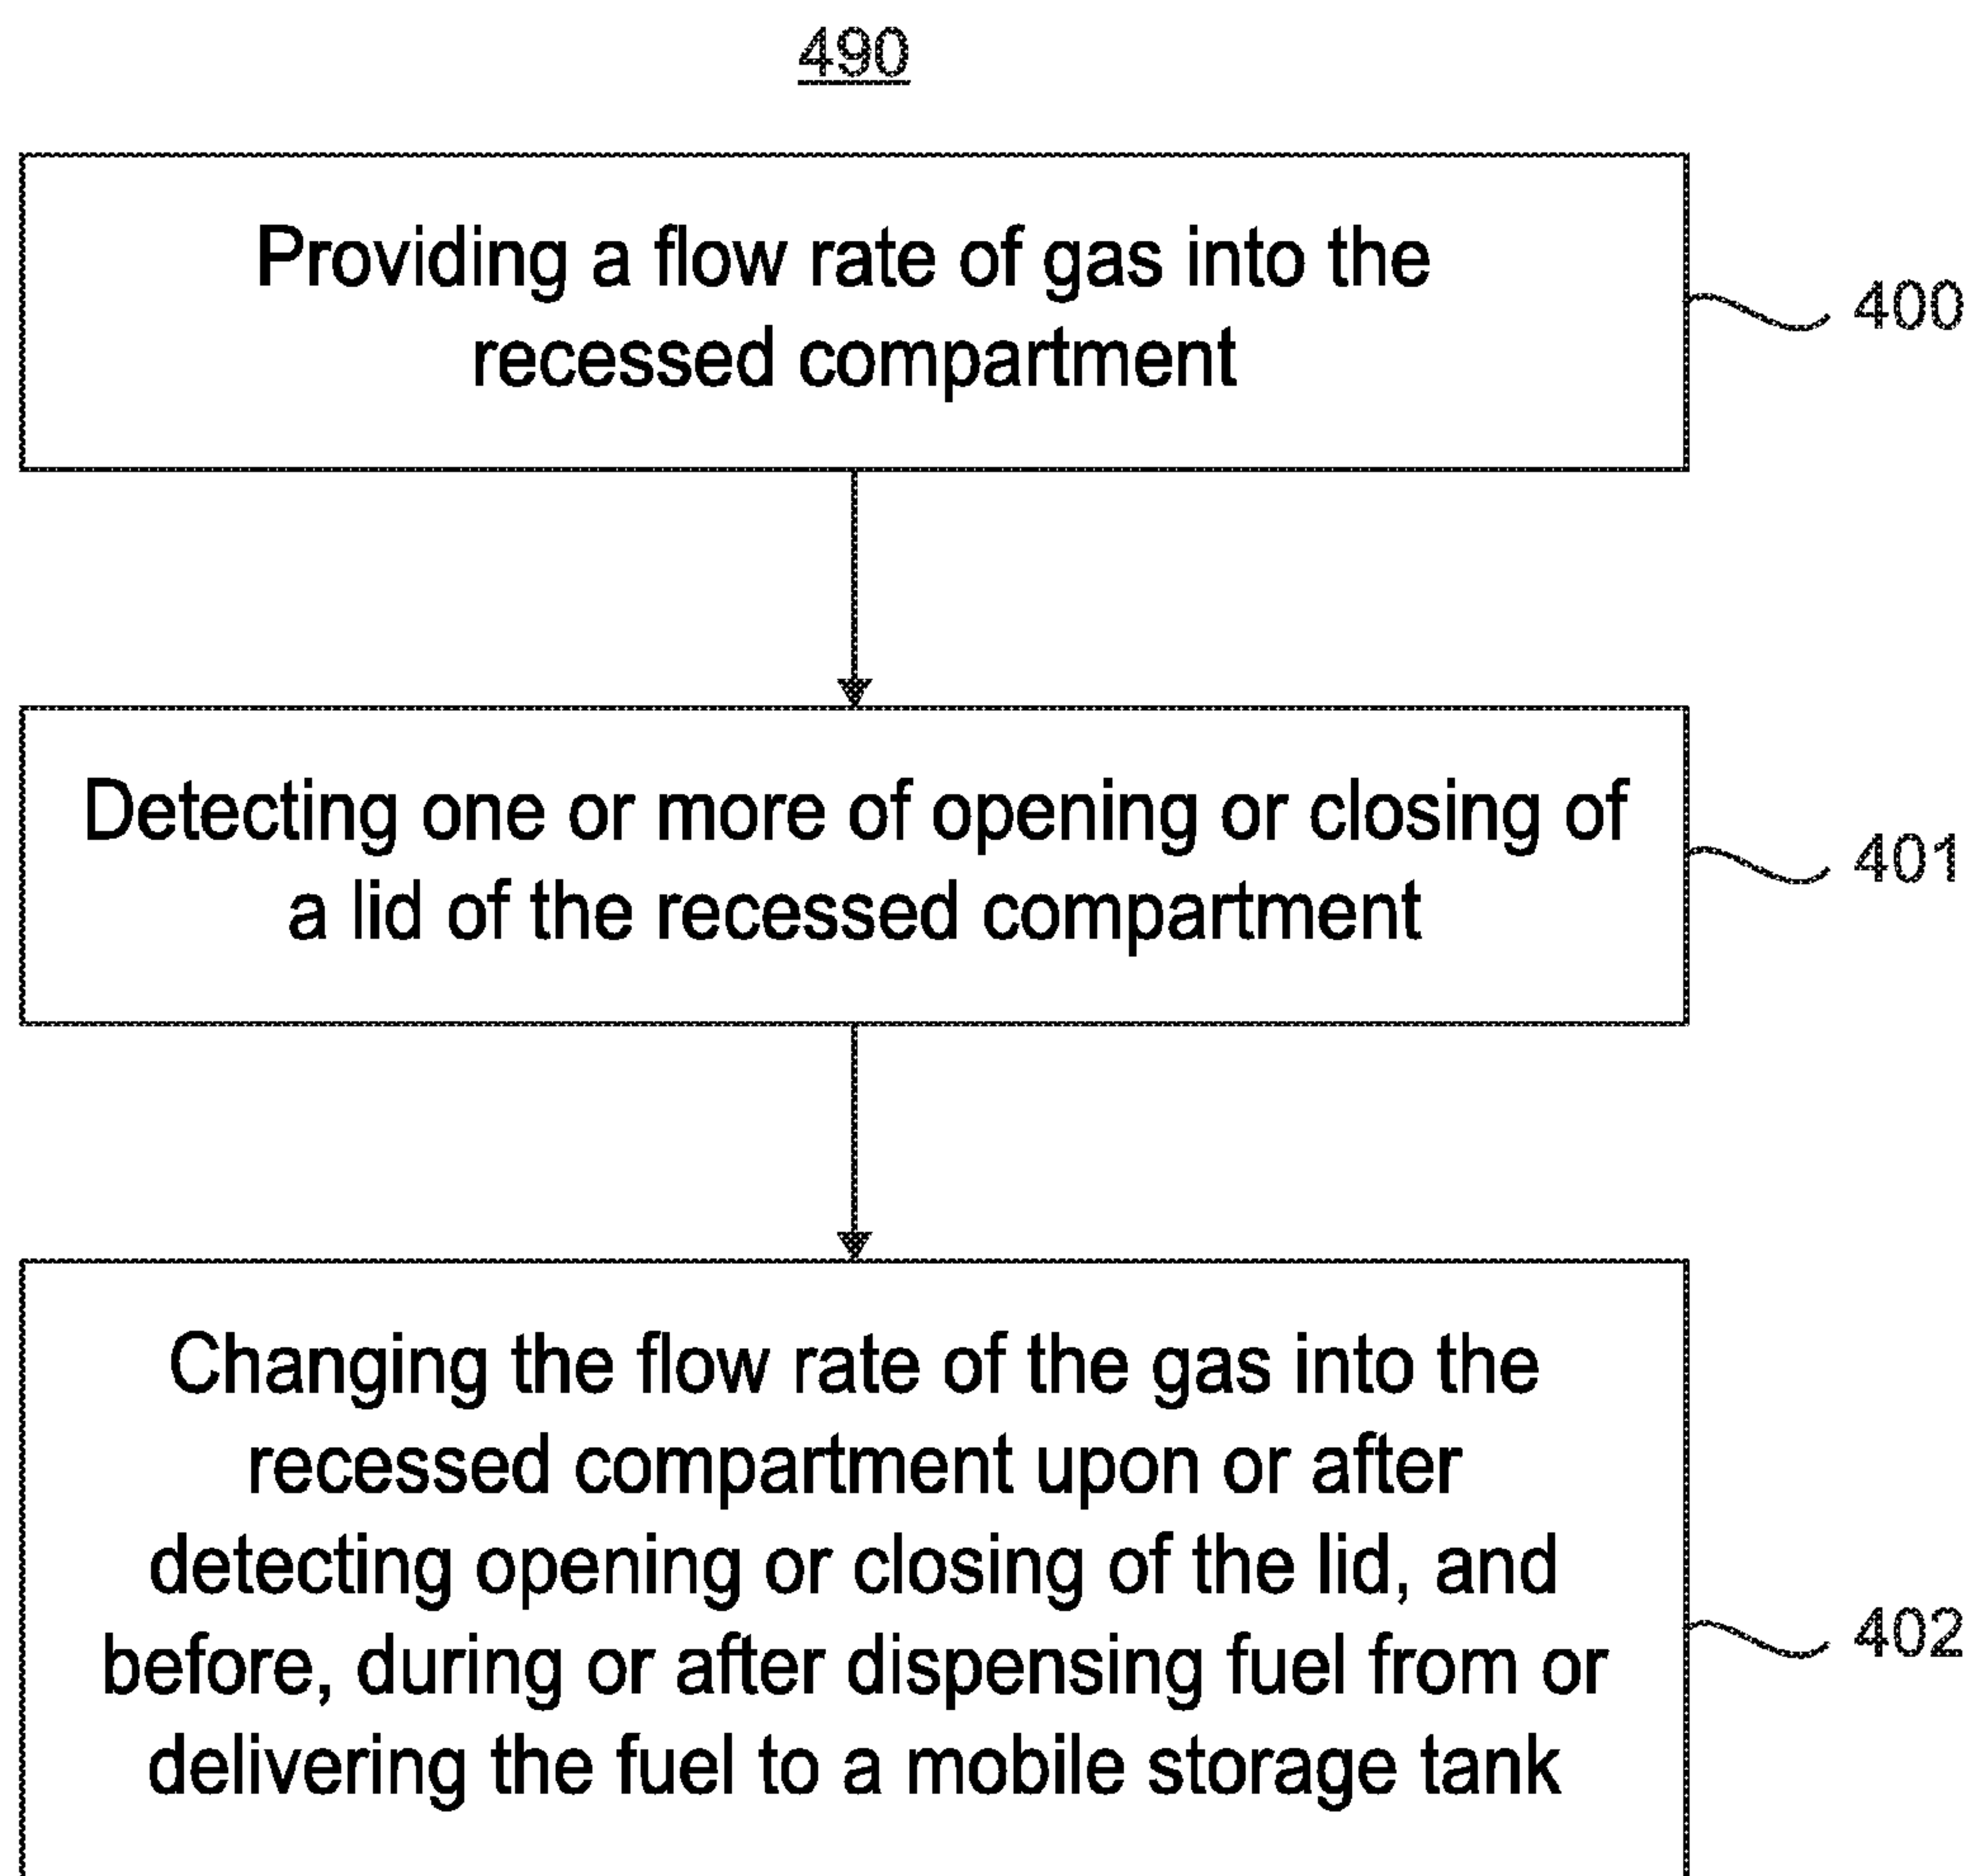 490
Providing a flow rate of gas into the
recessed compartment
400
Detecting one or more of opening or closing of
a lid of the recessed compartment
401
Changing the flow rate of the gas into the
recessed compartment upon or after
detecting opening or closing of the lid, and
before, during or after dispensing fuel from or
delivering the fuel to a mobile storage tank
402